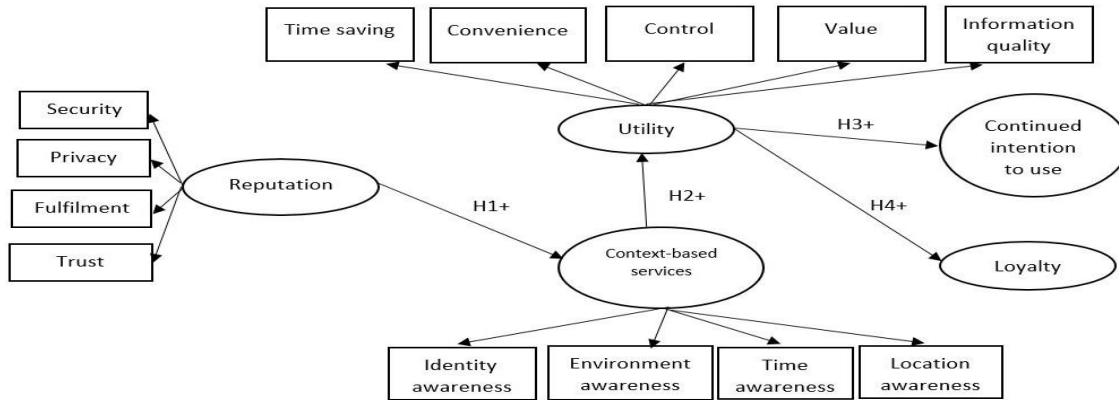 Time saving
Convenience
Control
Value
Information
quality
Security
Privacy
Fulfilment
Trust
Reputation
Utility
H3+
Continued
intention
to use
H1+
H2+
H4+
Context-based
services
Loyalty
Identity
awareness
Environment
awareness
Time
awareness
Location
awareness